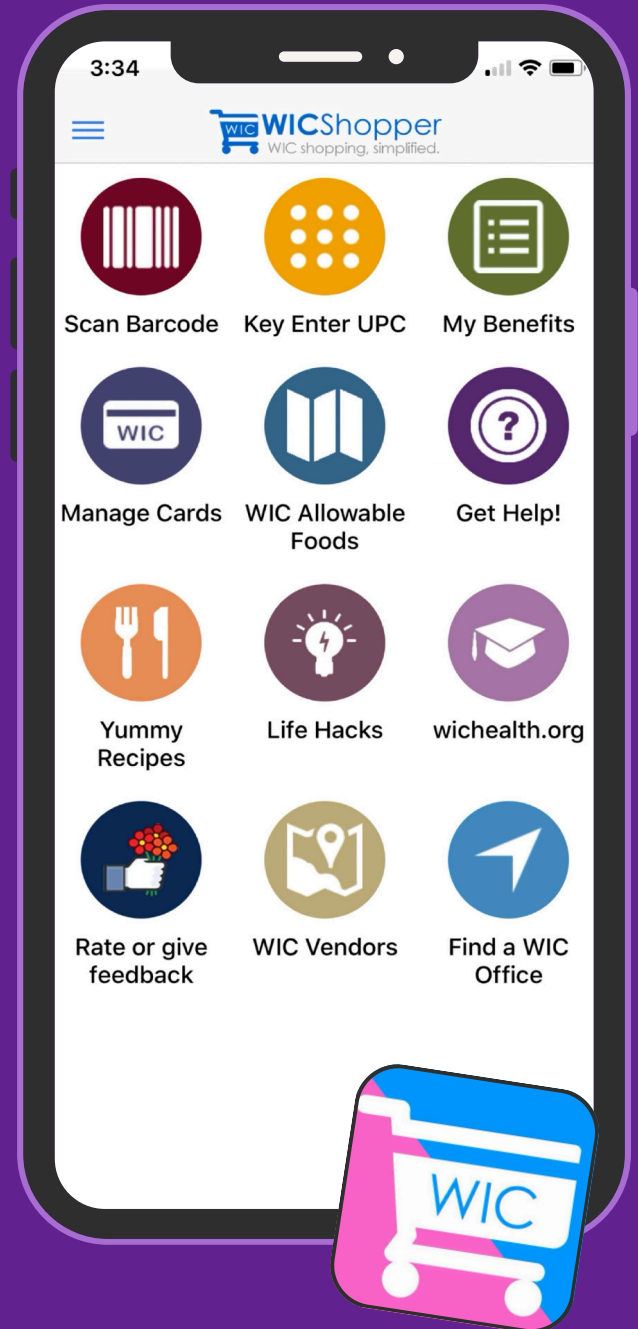 3:34
WIC WICShopper
WIC shopping, simplified.
Scan Barcode
Key Enter UPC
My Benefits
WIC
?
Manage Cards
WIC Allowable
Foods
Get Help!
Yummy
Recipes
Life Hacks
wichealth.org
Rate or give
feedback
WIC Vendors
Find a WIC
Office
WIC